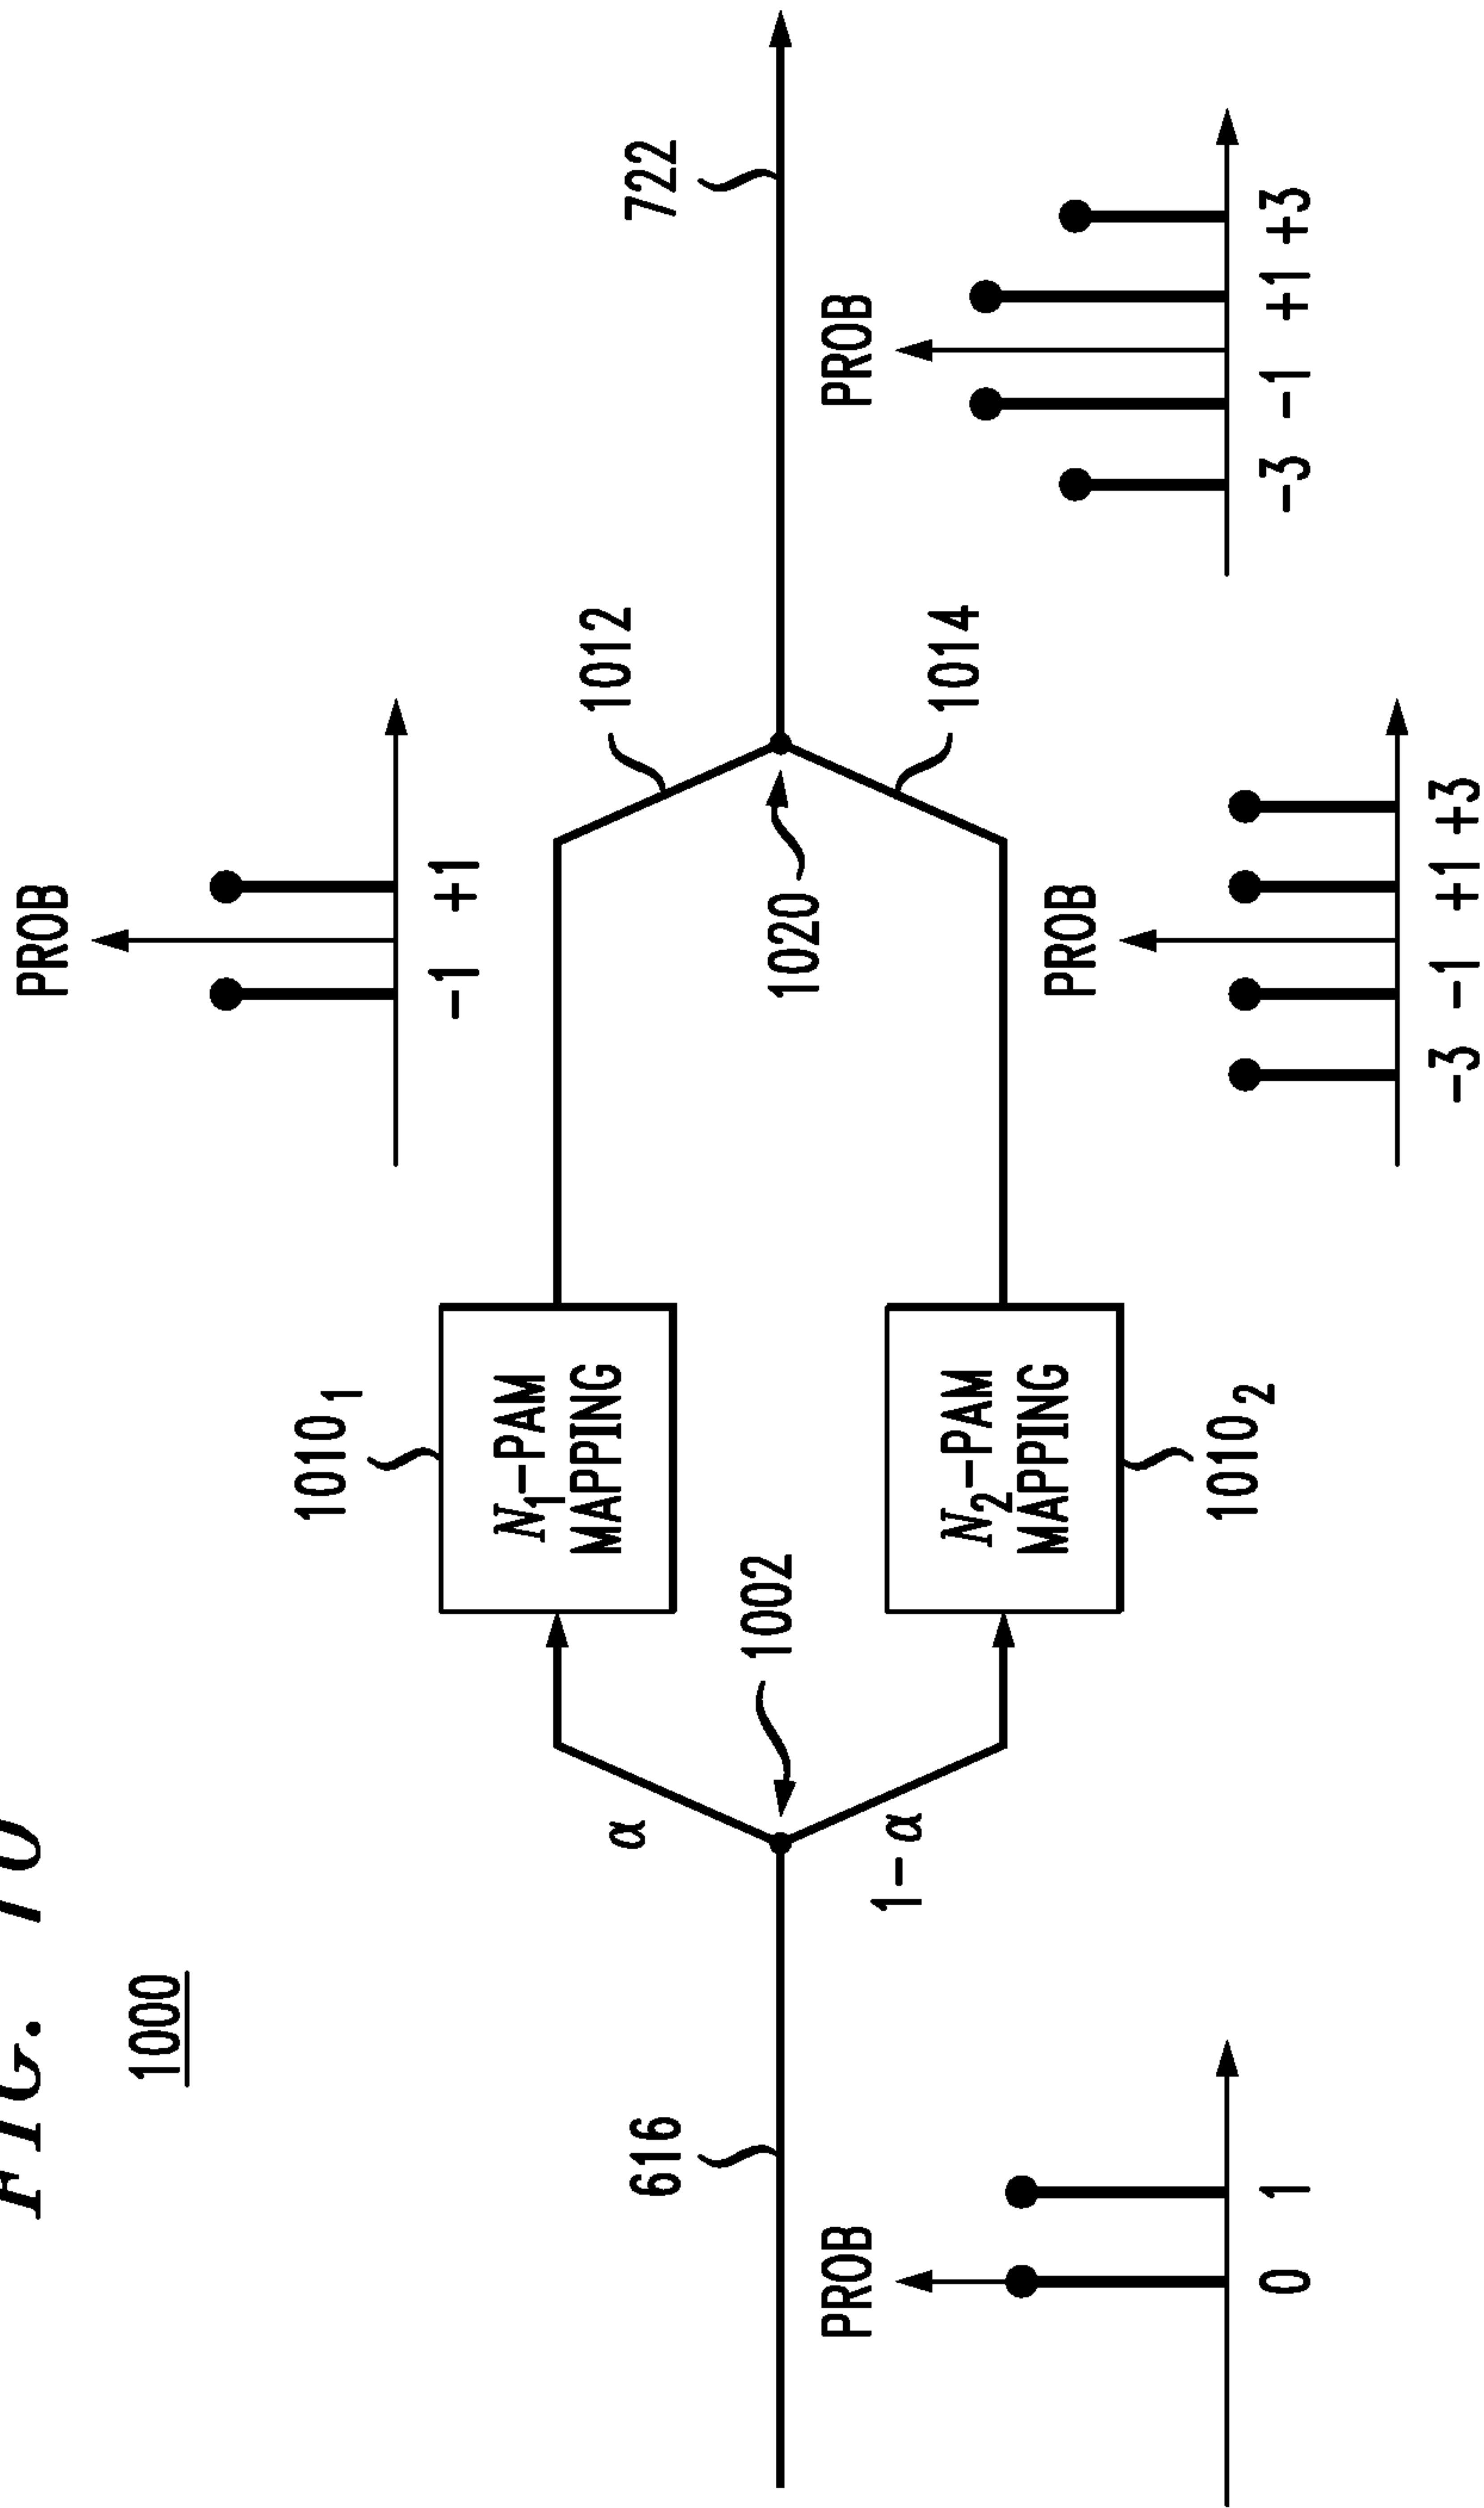 FIG. 10
PROB
1000
1010₁
-1 +1
N₁-PAM
MAPPING
1012
α
616
722
1002
1020
PROB
PROB
1-α
1014
N₂-PAM
MAPPING
PROB
1010₂
0 1
-3 -1 +1 +3
-3 -1 +1 +3